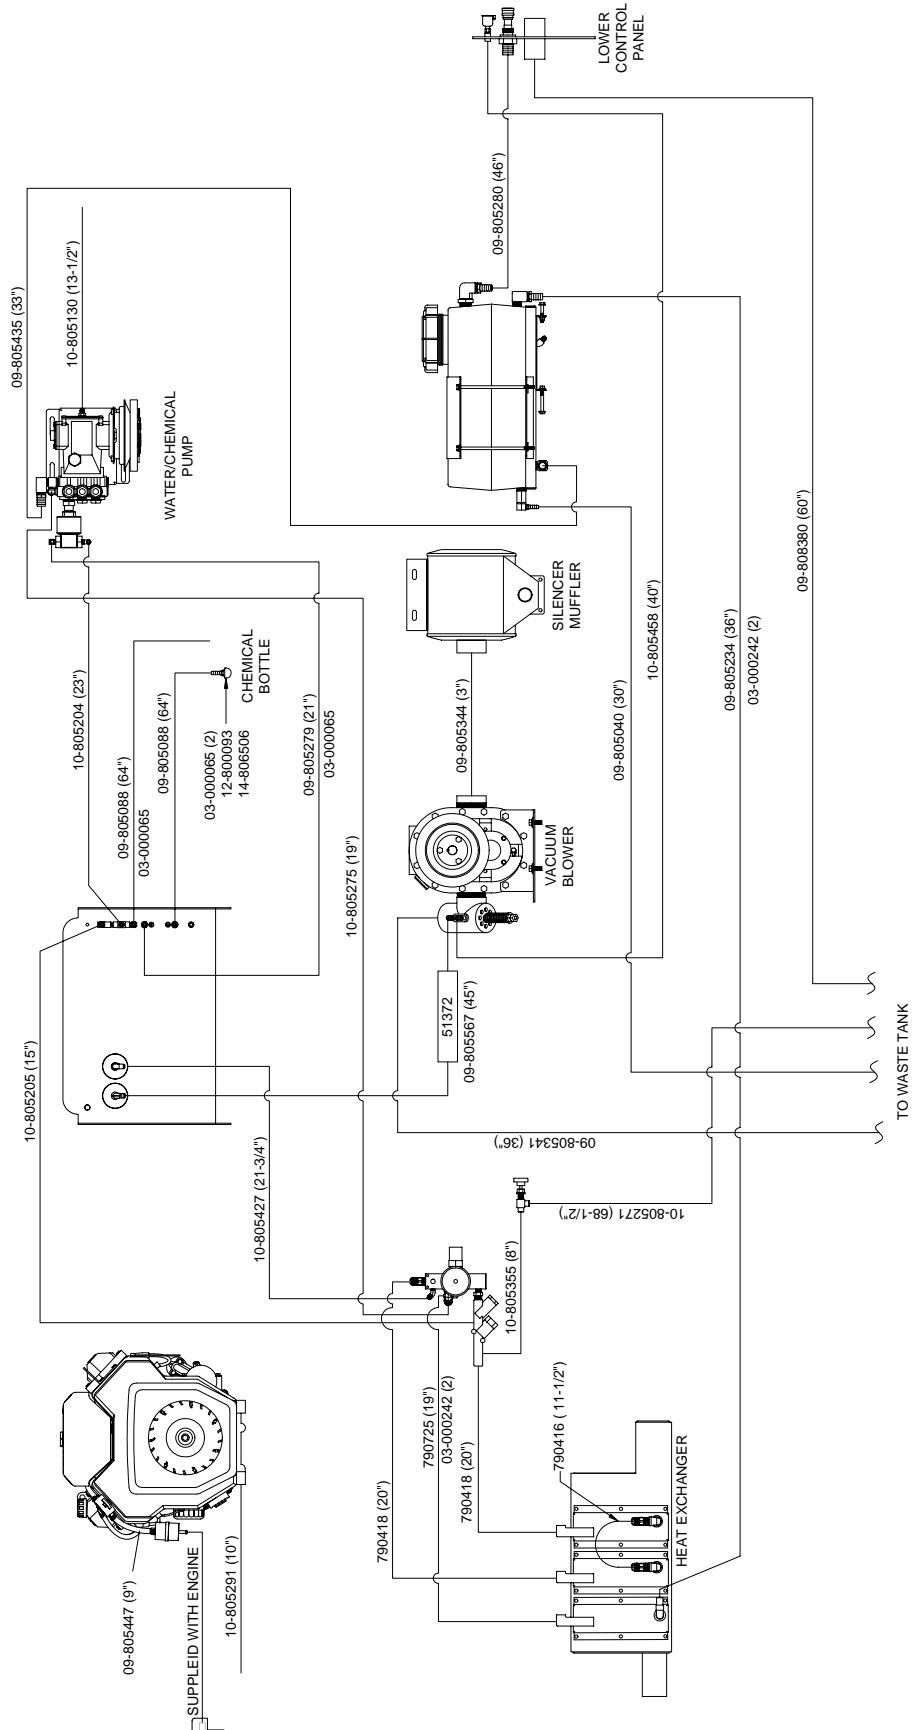 LOWER
CONTROL
PANEL
09-805280 (46")
09-805435 (33")
10-805130 (13-1/2")
WATER/CHEMICAL
PUMP
10-805204 (23")
09-805088 (64")
03-000065
09-805088 (64")
CHEMICAL
BOTTLE
03-000065 (2)
12-800093
14-806506
09-805279 (21")
03-000065
10-805275 (19")
SILENCER
MUFFLER
09-805344 (3")
VACUUM
BLOWER
10-805458 (40")
09-805040 (30")
09-805234 (36")
03-000242 (2)
09-808380 (60")
51372
09-805567 (45")
10-805205 (15")
10-805427 (21-3/4")
09-805341 (36")
TO WASTE TANK
10-805271 (68-1/2")
10-805355 (8")
790725 (19")
03-000242 (2)
790418 (20")
790418 (20")
790416 ( 11-1/2")
HEAT EXCHANGER
09-805447 (9")
SUPPLEID WITH ENGINE
10-805291 (10")